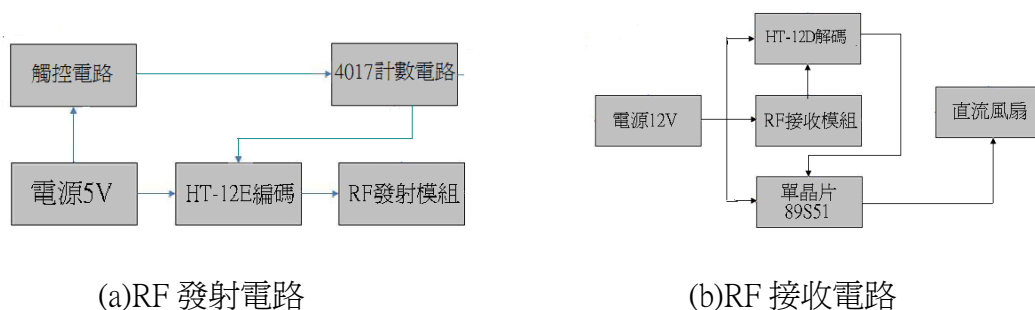 觸控電路
4017計數電路
電源5V
HT-12E編碼
RF發射模組
(a)RF 發射電路
HT-12D解碼
電源12V
RF接收模組
直流風扇
單晶片
89S51
(b)RF 接收電路